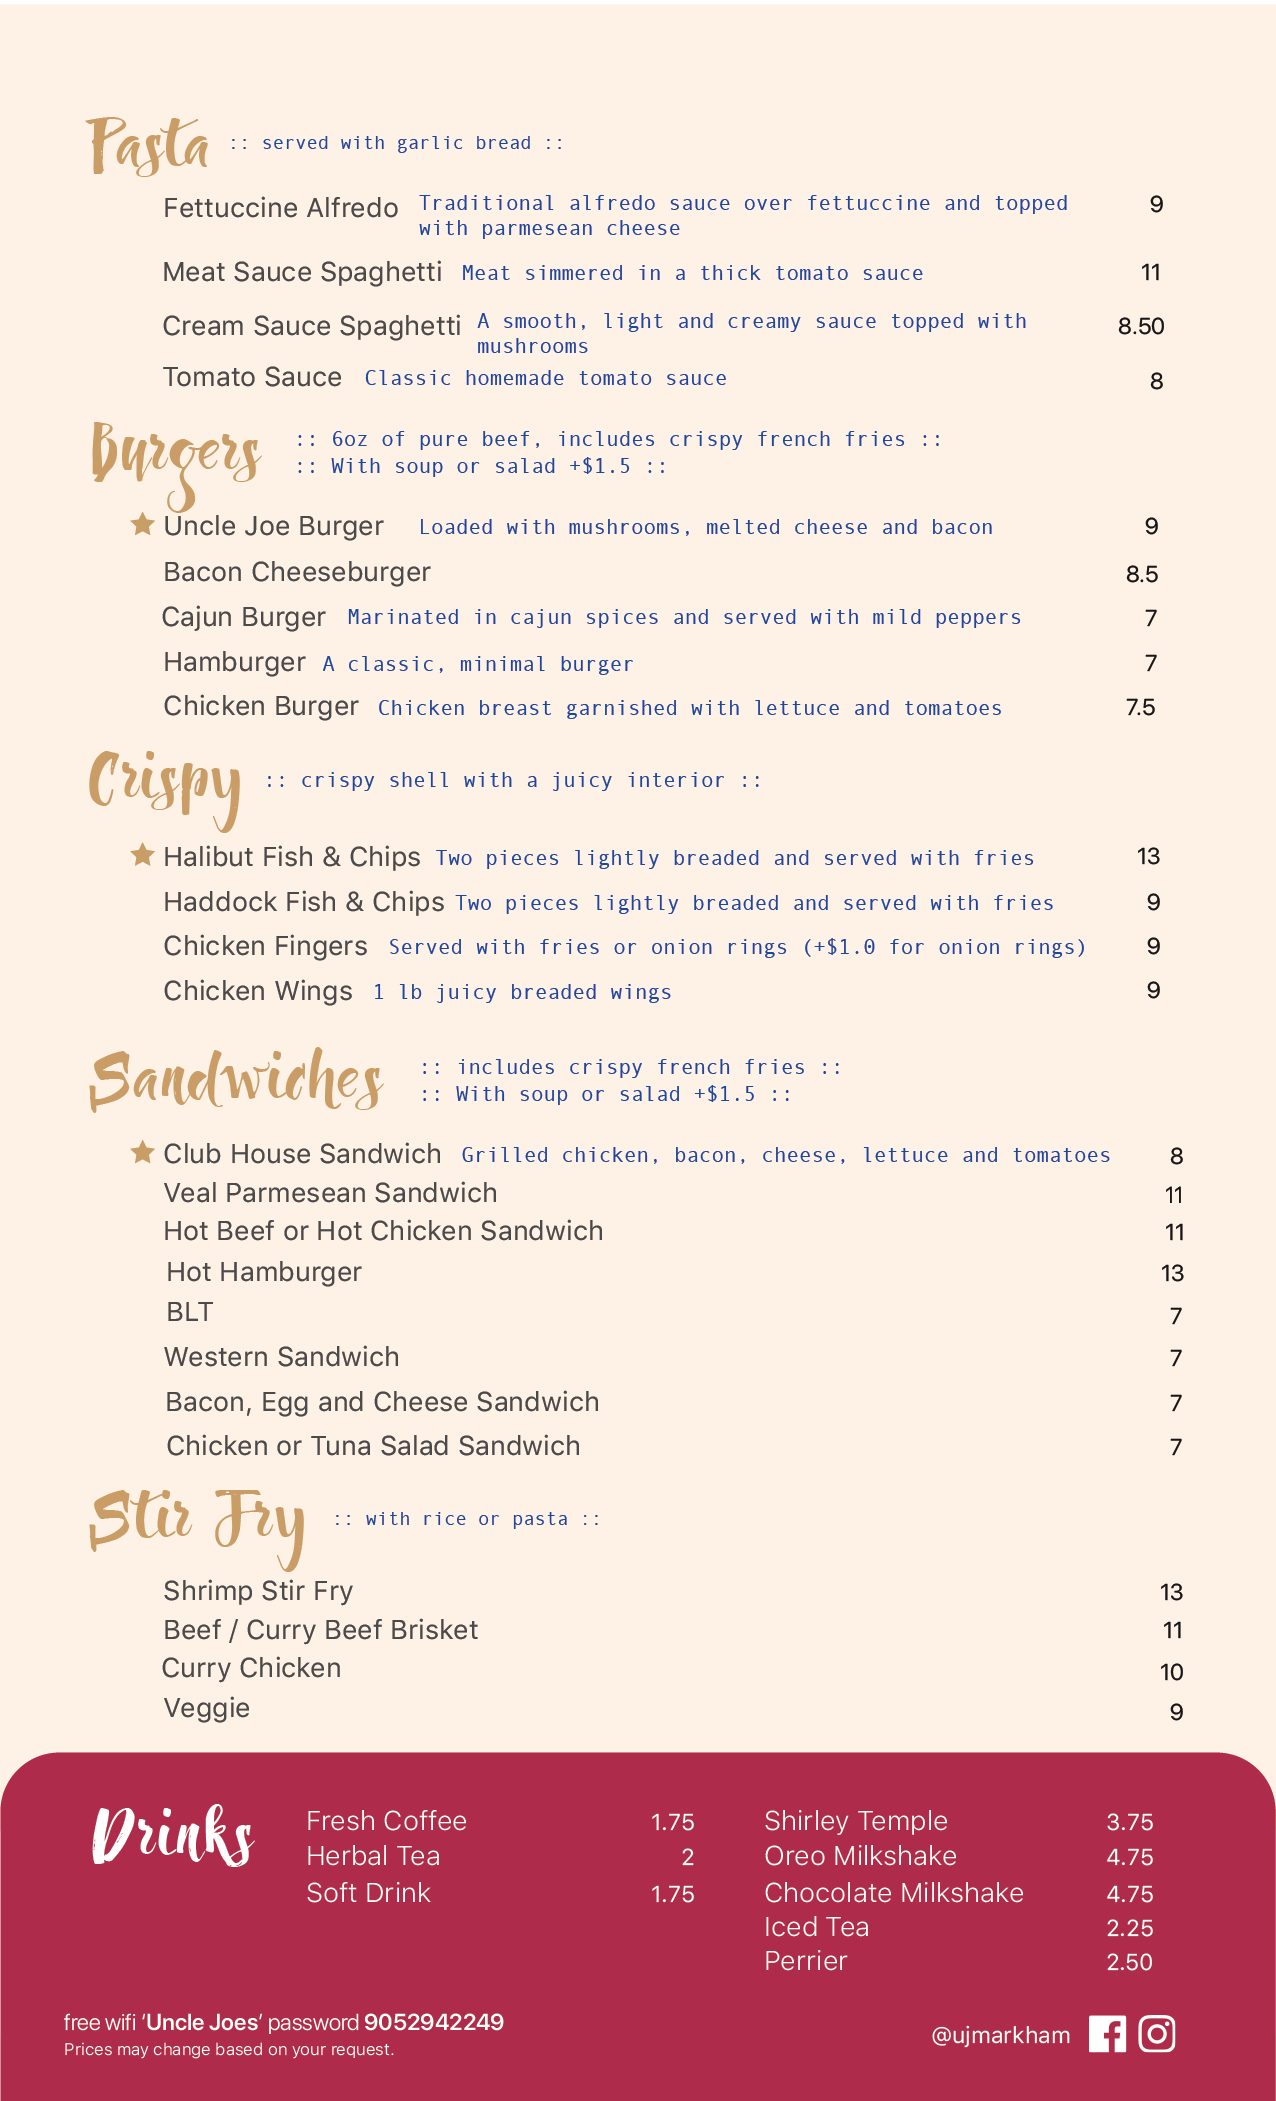 Pasta :: served with garlic bread ::
Fettuccine Alfredo Traditional alfredo sauce over fettuccine and topped 9
with parmesean cheese
Meat Sauce Spaghetti Meat simmered in a thick tomato sauce 11
Cream Sauce Spaghetti A smooth, light and creamy sauce topped with 8.50
mushrooms
Tomato Sauce Classic homemade tomato sauce 8
Burgers :: 6oz of pure beef, includes crispy french fries ::
:: With soup or salad +$1.5 ::
Uncle Joe Burger Loaded with mushrooms, melted cheese and bacon 9
Bacon Cheeseburger 8.5
Cajun Burger Marinated in cajun spices and served with mild peppers 7
Hamburger A classic, minimal burger 7
Chicken Burger Chicken breast garnished with lettuce and tomatoes 7.5
Crispy :: crispy shell with a juicy interior ::
Halibut Fish & Chips Two pieces lightly breaded and served with fries 13
Haddock Fish & Chips Two pieces lightly breaded and served with fries 9
Chicken Fingers Served with fries or onion rings (+$1.0 for onion rings) 9
Chicken Wings 1 lb juicy breaded wings 9
Sandwiches :: includes crispy french fries ::
:: With soup or salad +$1.5 ::
Club House Sandwich Grilled chicken, bacon, cheese, lettuce and tomatoes 8
Veal Parmesean Sandwich 11
Hot Beef or Hot Chicken Sandwich 11
Hot Hamburger 13
BLT 7
Western Sandwich 7
Bacon, Egg and Cheese Sandwich 7
Chicken or Tuna Salad Sandwich 7
Stir Fry :: with rice or pasta ::
Shrimp Stir Fry 13
Beef / Curry Beef Brisket 11
Curry Chicken 10
Veggie 9
Drinks
Fresh Coffee 1.75
Herbal Tea 2
Soft Drink 1.75
Shirley Temple 3.75
Oreo Milkshake 4.75
Chocolate Milkshake 4.75
Iced Tea 2.25
Perrier 2.50
free wifi ‘Uncle Joes’ password 9052942249
Prices may change based on your request.
@ujmarkham